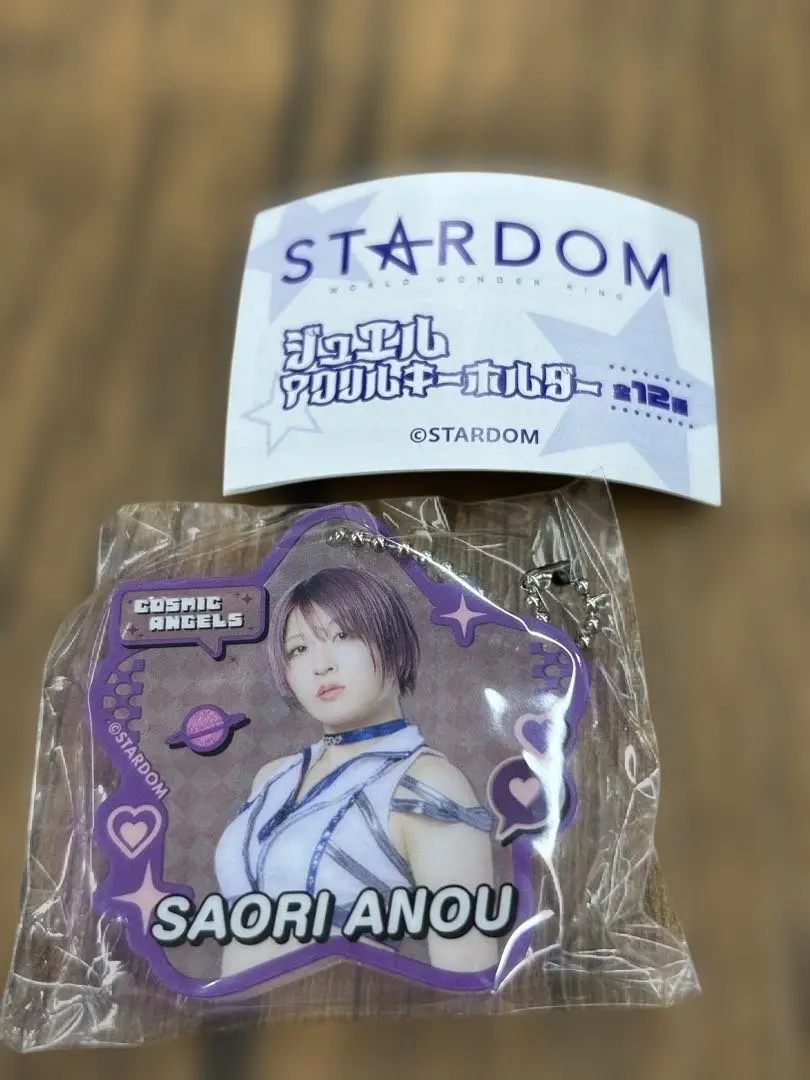 STARDOM
WORLD WONDER RING
ジュエル
アクリルキーホルダー 全12種
©STARDOM
COSMIC
ANGELS
©STARDOM
SAORI ANOU